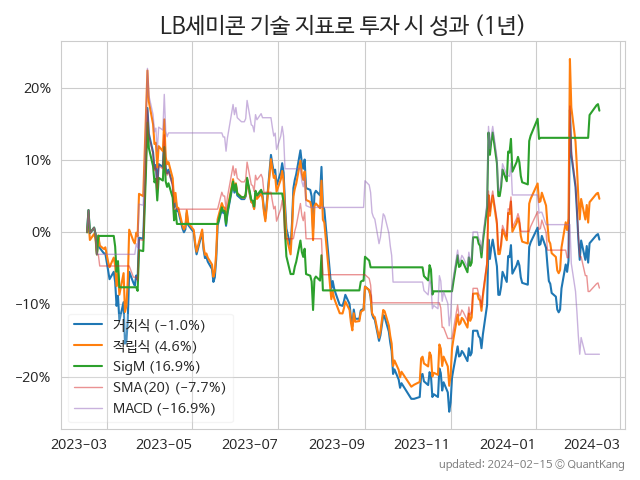 LB세미콘 기술 지표로 투자 시 성과 (1년)
20%
10%
0%
−10%
−20%
거치식 (−1.0%)
적립식 (4.6%)
SigM (16.9%)
SMA(20) (−7.7%)
MACD (−16.9%)
2023-03 2023-05 2023-07 2023-09 2023-11 2024-01 2024-03
updated: 2024-02-15 ⓒ QuantKang